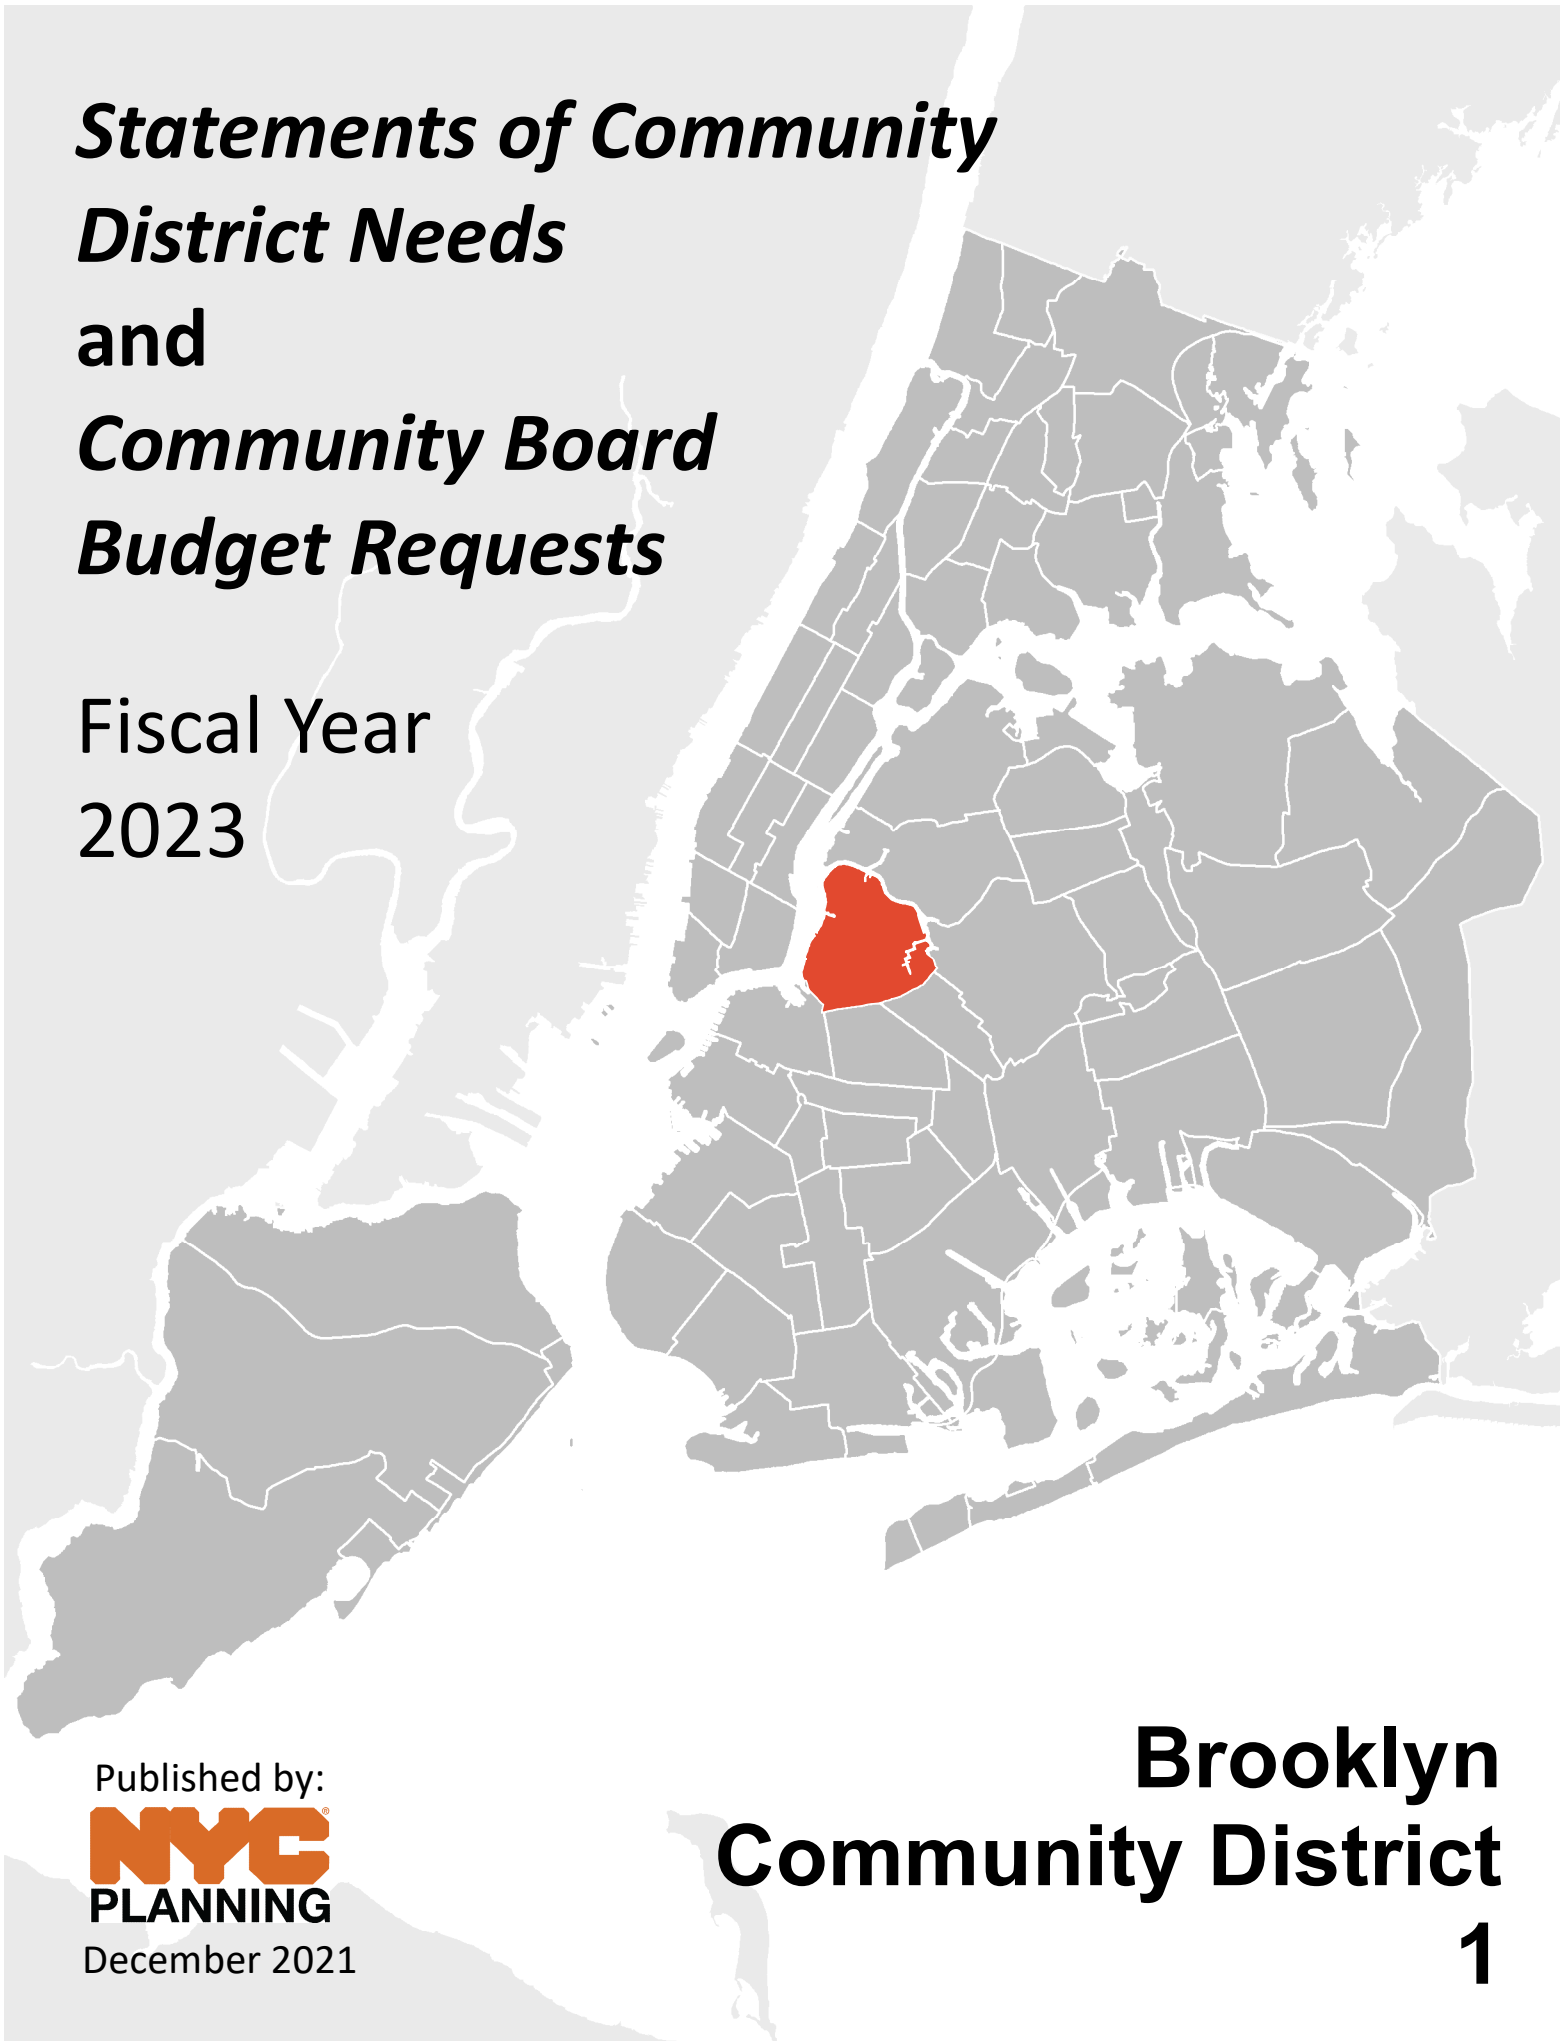 Statements of Community
District Needs
and
Community Board
Budget Requests
Fiscal Year
2023
Published by:
NYC®
PLANNING
December 2021
Brooklyn
Community District
1